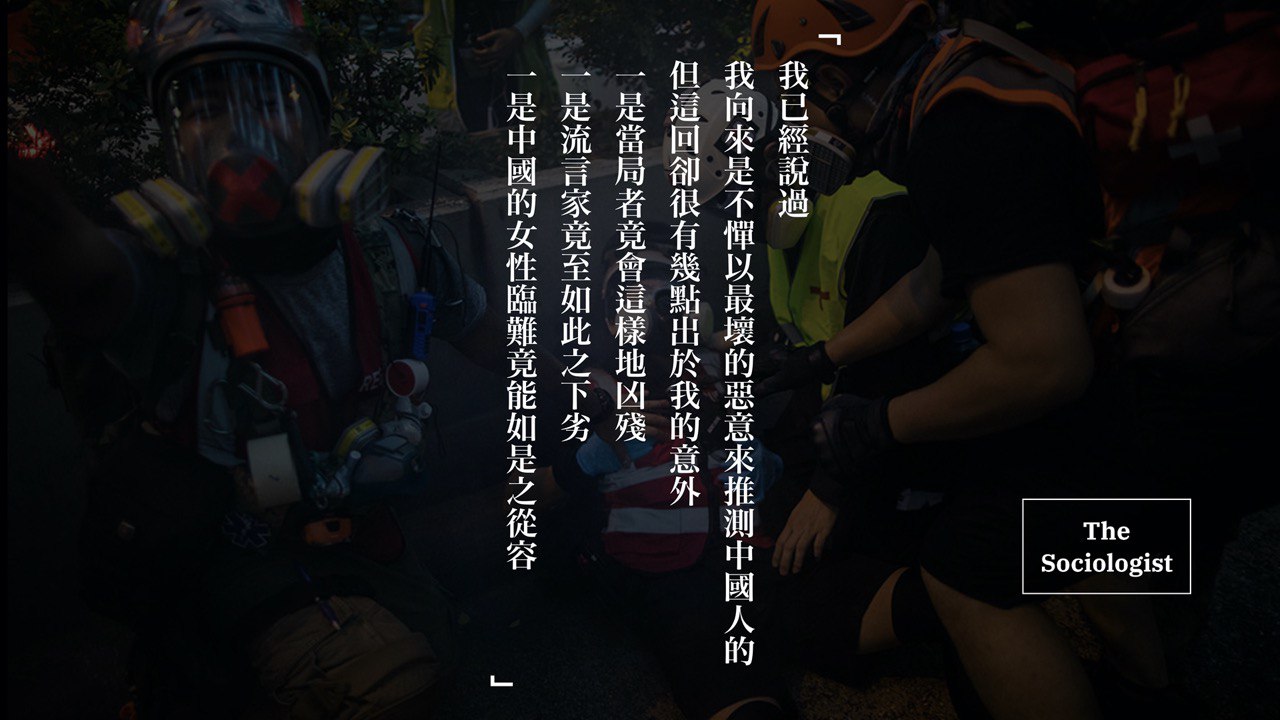 「
我已經說過
我向來是不憚以最壞的惡意來推測中國人的
但這回卻很有幾點出於我的意外
一是當局者竟會這樣地凶殘
一是流言家竟至如此之下劣
一是中國的女性臨難竟能如是之從容
」
The
Sociologist